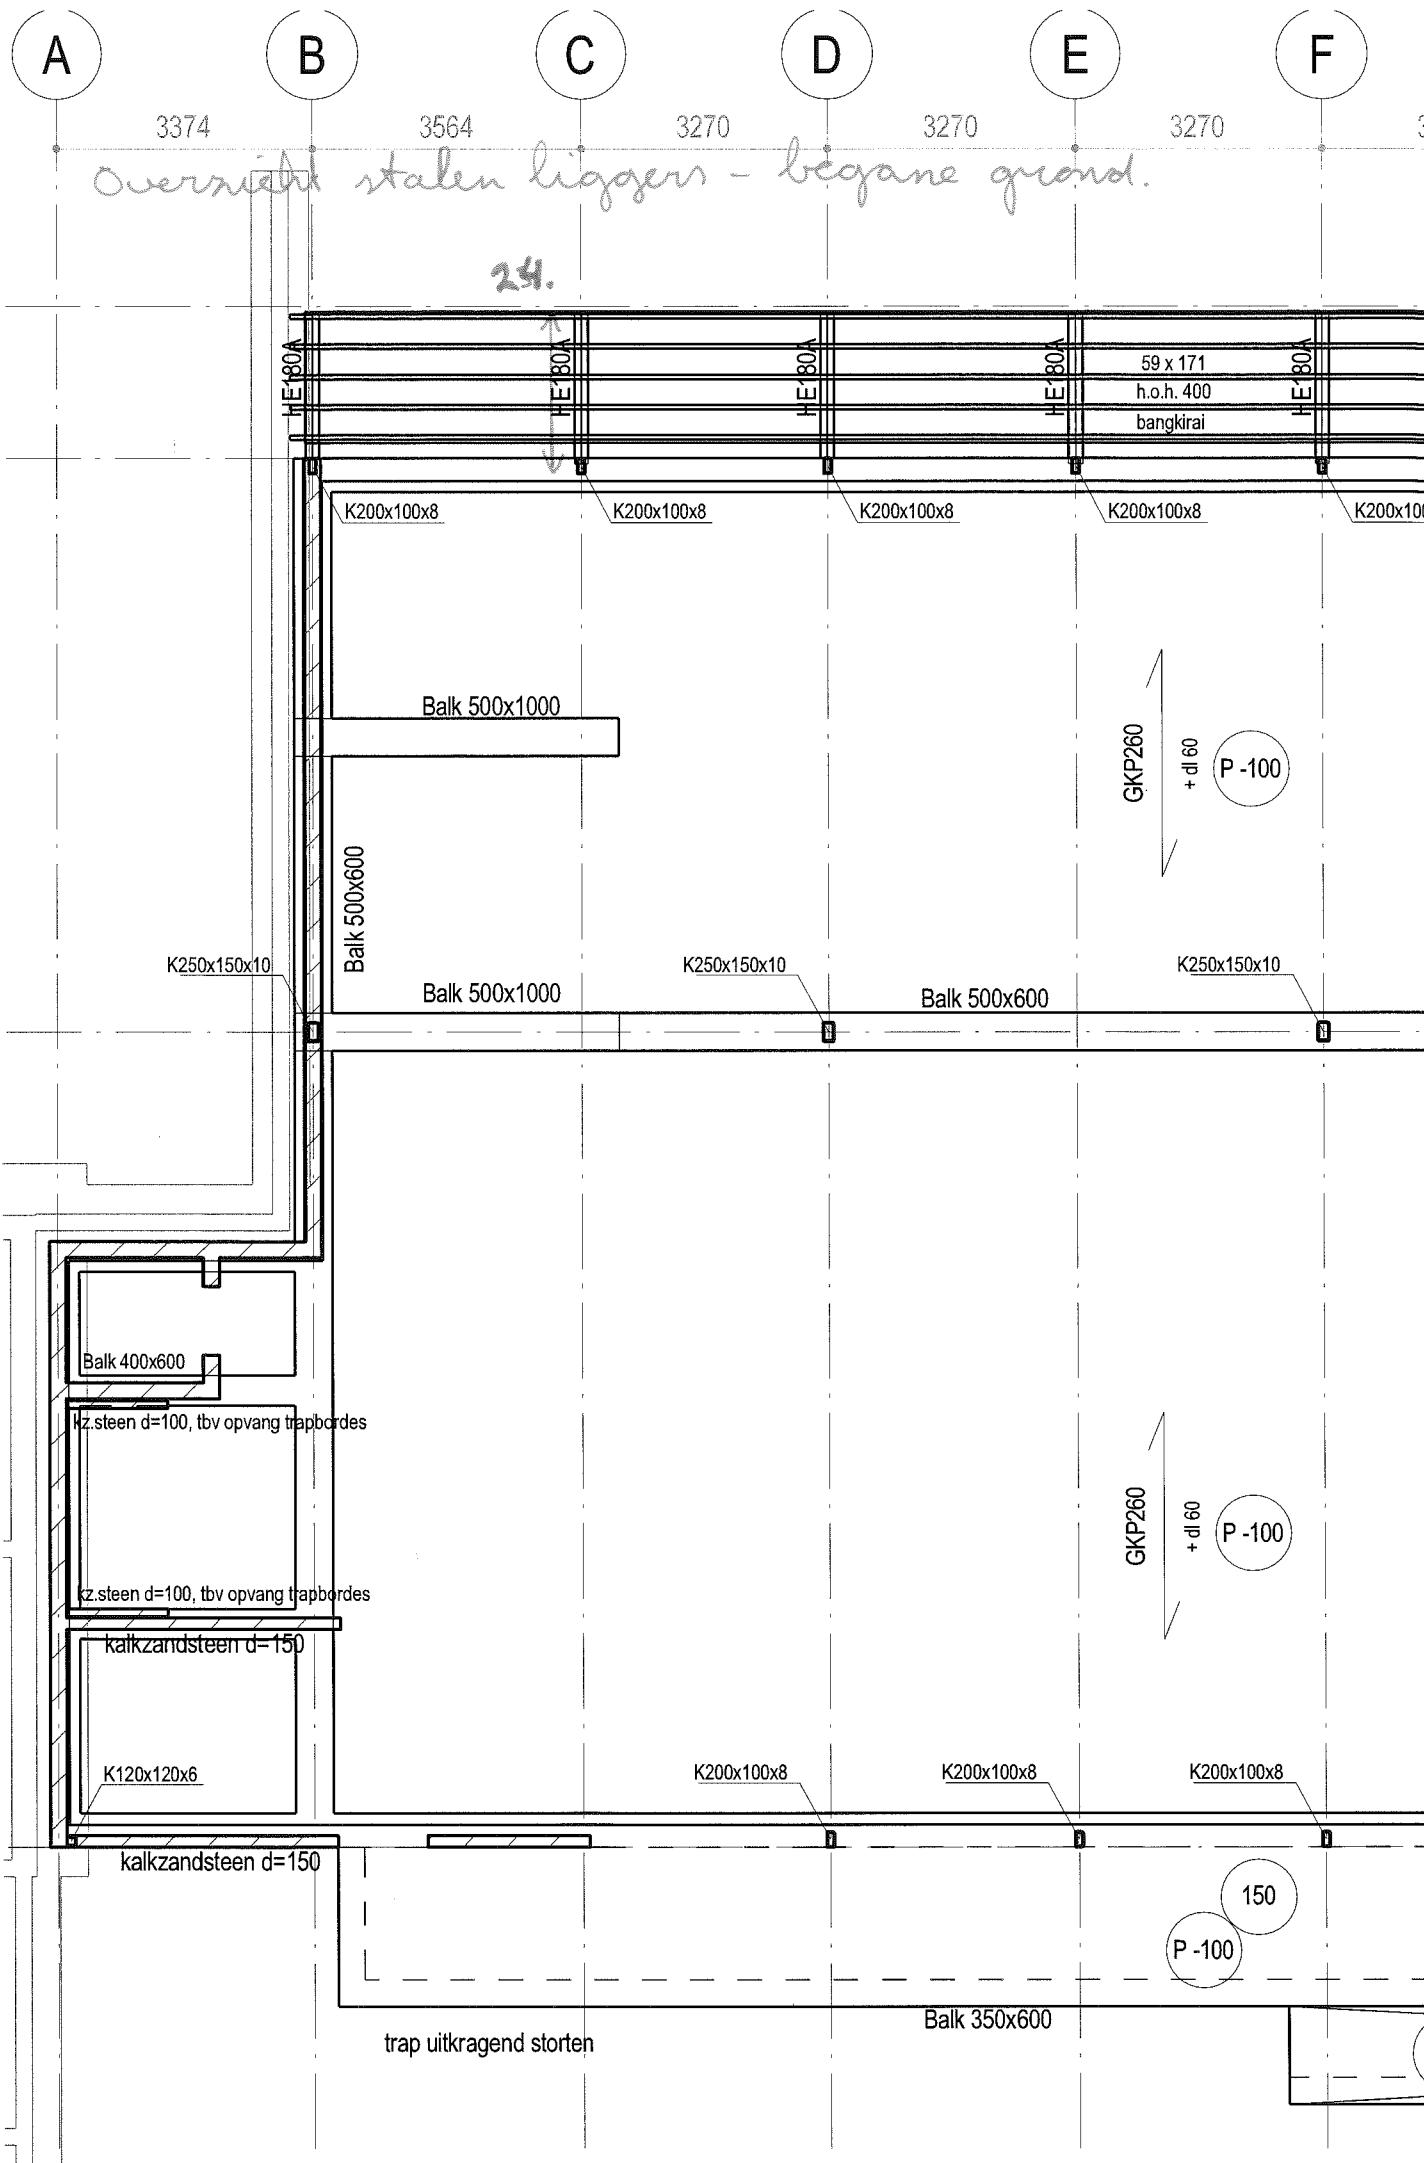 A B C D E F
3374 3564 3270 3270 3270
Overzicht stalen liggers - begane grond.
HE180A HE180A HE180A HE180A HE180A
59 x 171
h.o.h. 400
bangkirai
K200x100x8 K200x100x8 K200x100x8 K200x100x8 K200x100
Balk 500x1000
GKP260
+ dl 60
P -100
Balk 500x600
K250x150x10 K250x150x10 K250x150x10
Balk 500x1000 Balk 500x600
Balk 400x600
kz.steen d=100, tbv opvang trapbordes
GKP260
+ dl 60
P -100
kz.steen d=100, tbv opvang trapbordes
kalkzandsteen d=150
K120x120x6 K200x100x8 K200x100x8 K200x100x8
kalkzandsteen d=150
150
P -100
Balk 350x600
trap uitkragend storten